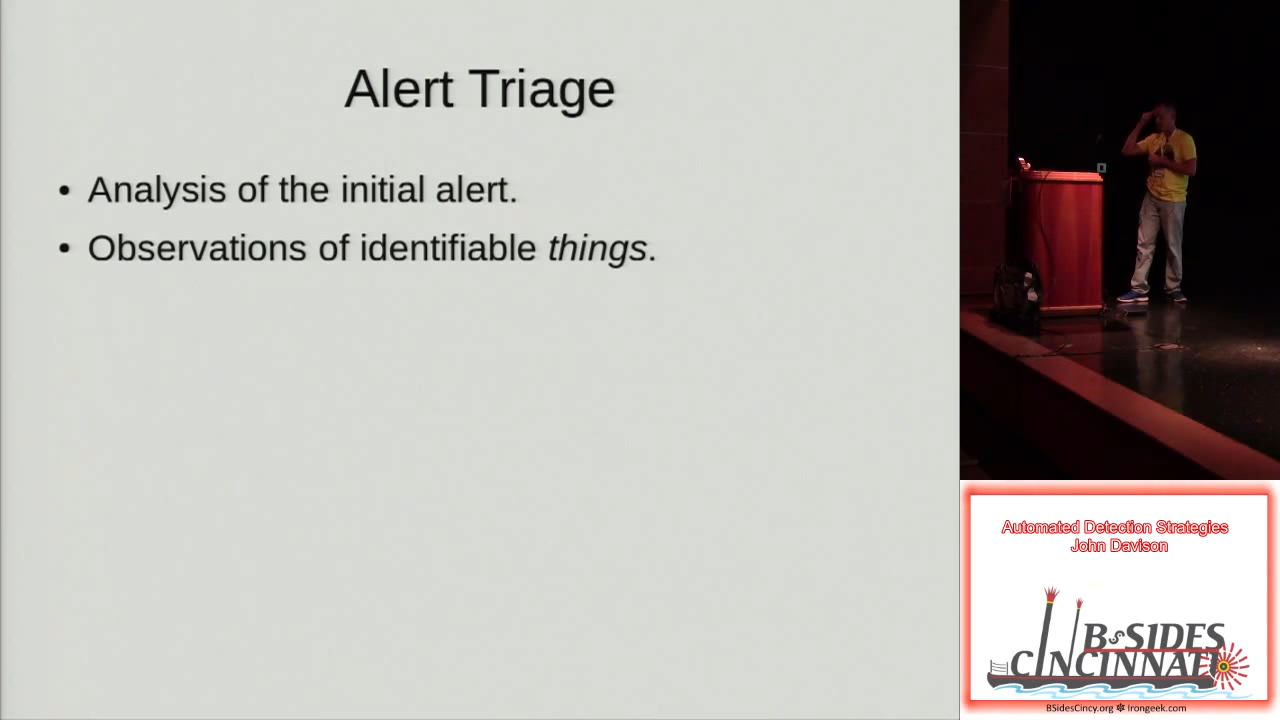 Alert Triage
• Analysis of the initial alert.
• Observations of identifiable things.
Automated Detection Strategies
John Davison
BSIDES
CINCINNATI
BSidesCincy.org ✽ Irongeek.com